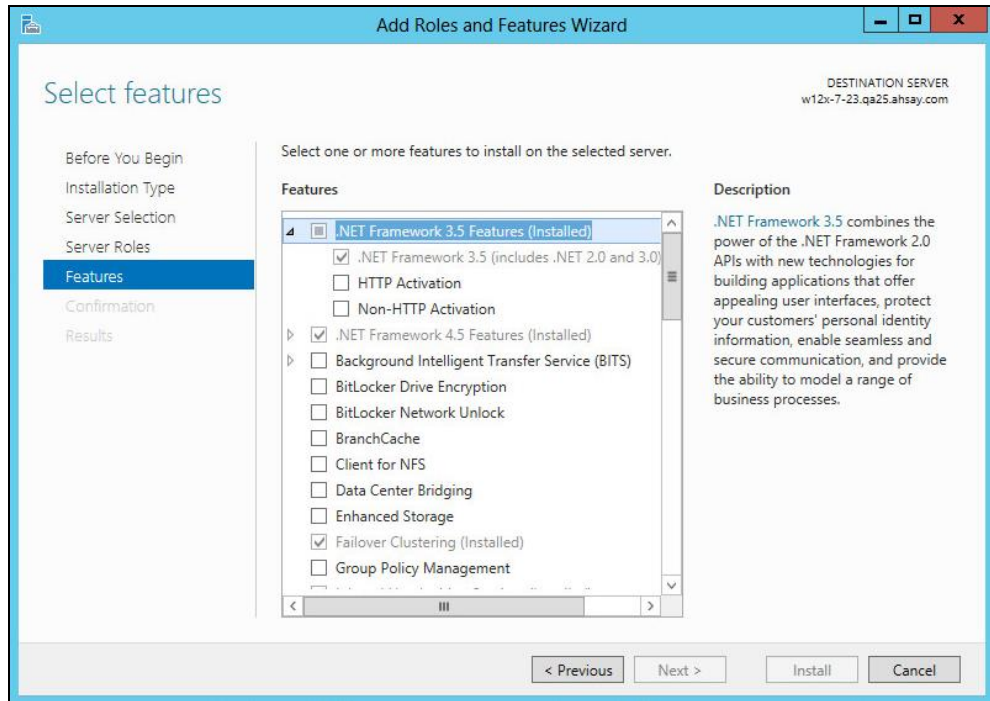 Add Roles and Features Wizard
Select features
DESTINATION SERVER
w12x-7-23.qa25.ahsay.com
Before You Begin
Installation Type
Server Selection
Server Roles
Features
Confirmation
Results
Select one or more features to install on the selected server.
Features
.NET Framework 3.5 Features (Installed)
.NET Framework 3.5 (includes .NET 2.0 and 3.0)
HTTP Activation
Non-HTTP Activation
.NET Framework 4.5 Features (Installed)
Background Intelligent Transfer Service (BITS)
BitLocker Drive Encryption
BitLocker Network Unlock
BranchCache
Client for NFS
Data Center Bridging
Enhanced Storage
Failover Clustering (Installed)
Group Policy Management
Description
.NET Framework 3.5 combines the
power of the .NET Framework 2.0
APIs with new technologies for
building applications that offer
appealing user interfaces, protect
your customers' personal identity
information, enable seamless and
secure communication, and provide
the ability to model a range of
business processes.
< Previous
Next >
Install
Cancel